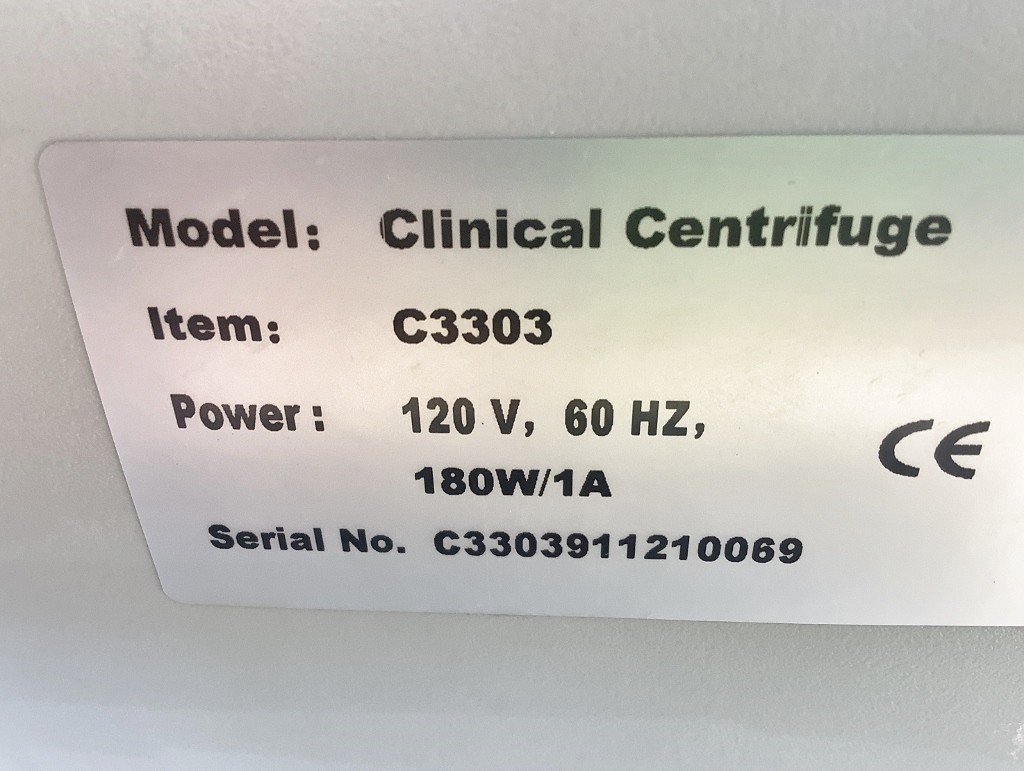 Model: Clinical Centrifuge
Item: C3303
Power: 120 V, 60 HZ,
180W/1A
CE
Serial No. C3303911210069